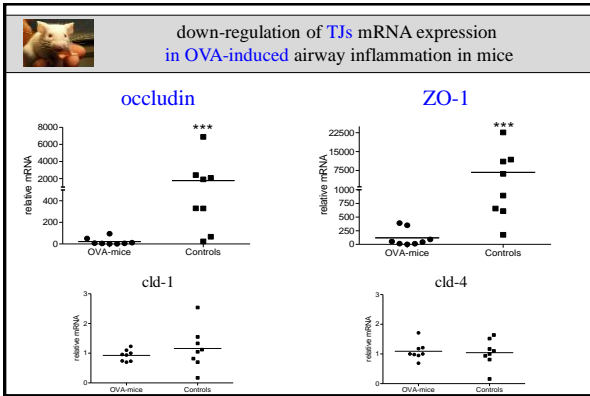 down-regulation of TJs mRNA expression
in OVA-induced airway inflammation in mice
occludin
***
relative mRNA
8000
6000
4000
2000
0
400
200
0
OVA-mice
Controls
ZO-1
***
relative mRNA
22500
15000
7500
1000
750
500
250
0
OVA-mice
Controls
cld-1
relative mRNA
3
2
1
0
OVA-mice
Controls
cld-4
relative mRNA
3
2
1
0
OVA-mice
Controls